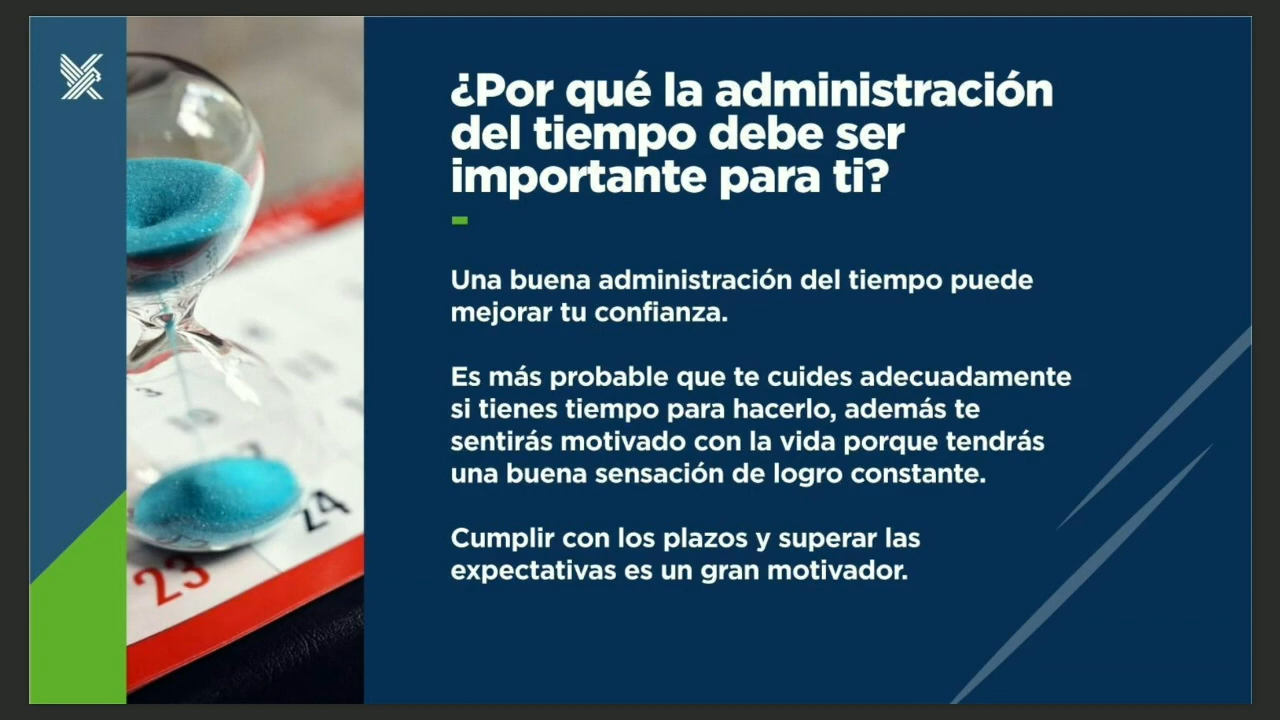 ¿Por qué la administración
del tiempo debe ser
importante para ti?
Una buena administración del tiempo puede
mejorar tu confianza.
Es más probable que te cuides adecuadamente
si tienes tiempo para hacerlo, además te
sentirás motivado con la vida porque tendrás
una buena sensación de logro constante.
Cumplir con los plazos y superar las
expectativas es un gran motivador.
24
23